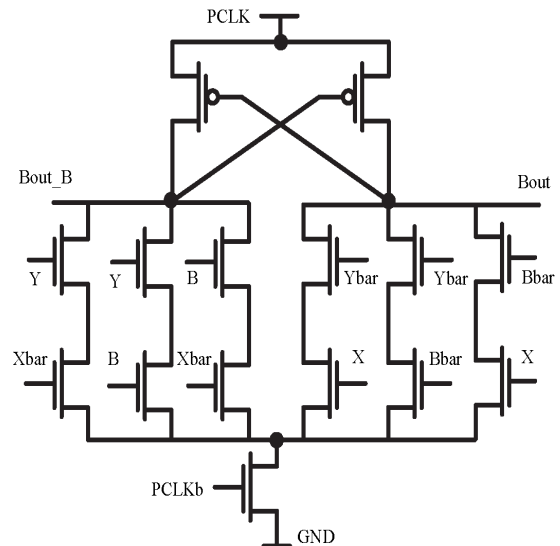 PCLK
Bout_B
Bout
Y
Y
B
Ybar
Ybar
Bbar
Xbar
B
Xbar
X
Bbar
X
PCLKb
GND